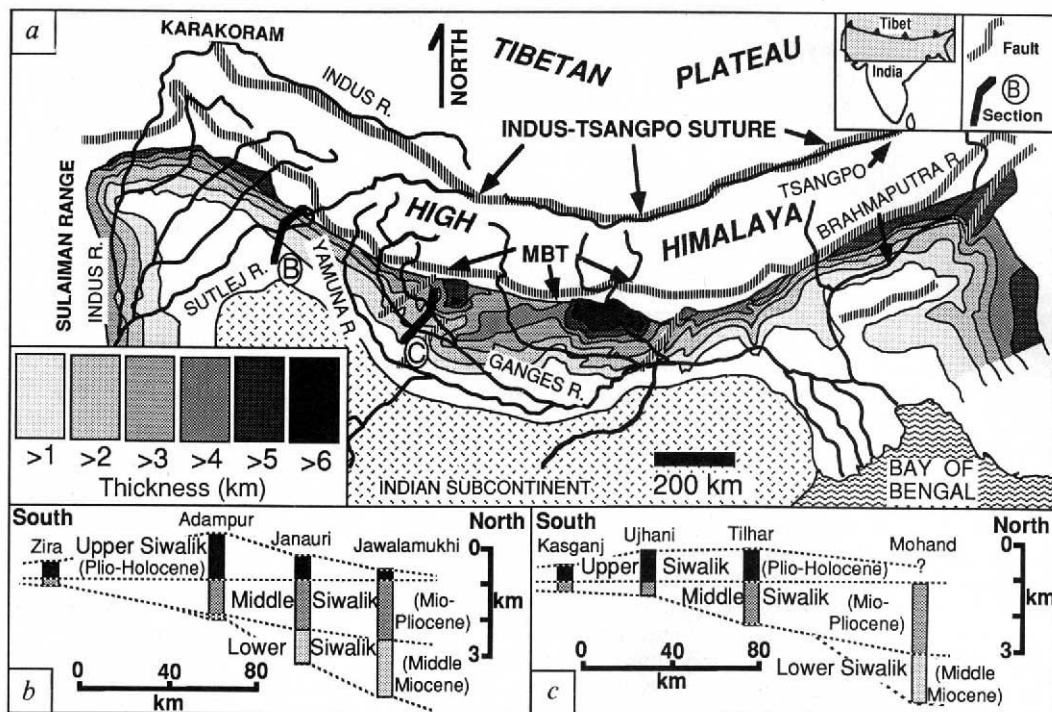 a
KARAKORAM
NORTH
TIBETAN PLATEAU
Tibet
India
Fault
B
Section
INDUS R.
INDUS-TSANGPO SUTURE
TSANGPO
BRAHMAPUTRA R.
HIGH HIMALAYA
MBT
SULAIMAN RANGE
INDUS R.
SUTLEJ R.
B
YAMUNA R.
C
GANGES R.
>1 >2 >3 >4 >5 >6
Thickness (km)
INDIAN SUBCONTINENT
200 km
BAY OF
BENGAL
South
North
Zira
Adampur
Janauri
Jawalamukhi
Upper Siwalik
(Plio-Holocene)
Middle Siwalik
(Mio-
Pliocene)
Lower Siwalik
(Middle
Miocene)
0
km
3
0 40 80
km
b
South
North
Kasganj
Ujhani
Tilhar
Mohand
?
Upper Siwalik
(Plio-Holocene)
Middle Siwalik
(Mio-
Pliocene)
Lower Siwalik
(Middle
Miocene)
0
km
3
0 40 80
km
c